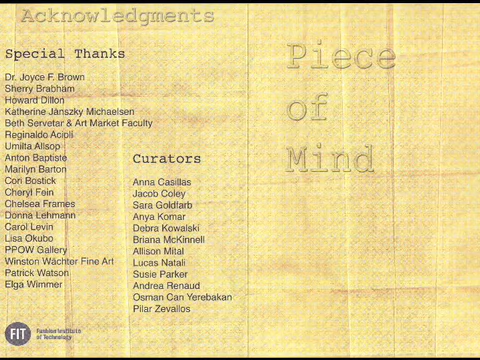 Acknowledgments
Special Thanks
Dr. Joyce F. Brown
Sherry Brabham
Howard Dillon
Katherine Janszky Michaelsen
Beth Servetar & Art Market Faculty
Reginaldo Acioli
Umilta Allsop
Anton Baptiste
Marilyn Barton
Cori Bostick
Cheryl Fein
Chelsea Frames
Donna Lehmann
Carol Levin
Lisa Okubo
PPOW Gallery
Winston Wächter Fine Art
Patrick Watson
Elga Wimmer
Curators
Anna Casillas
Jacob Coley
Sara Goldfarb
Anya Komar
Debra Kowalski
Briana McKinnell
Allison Mital
Lucas Natali
Susie Parker
Andrea Renaud
Osman Can Yerebakan
Pilar Zevallos
FIT
Fashion Institute
of Technology
Piece
of
Mind